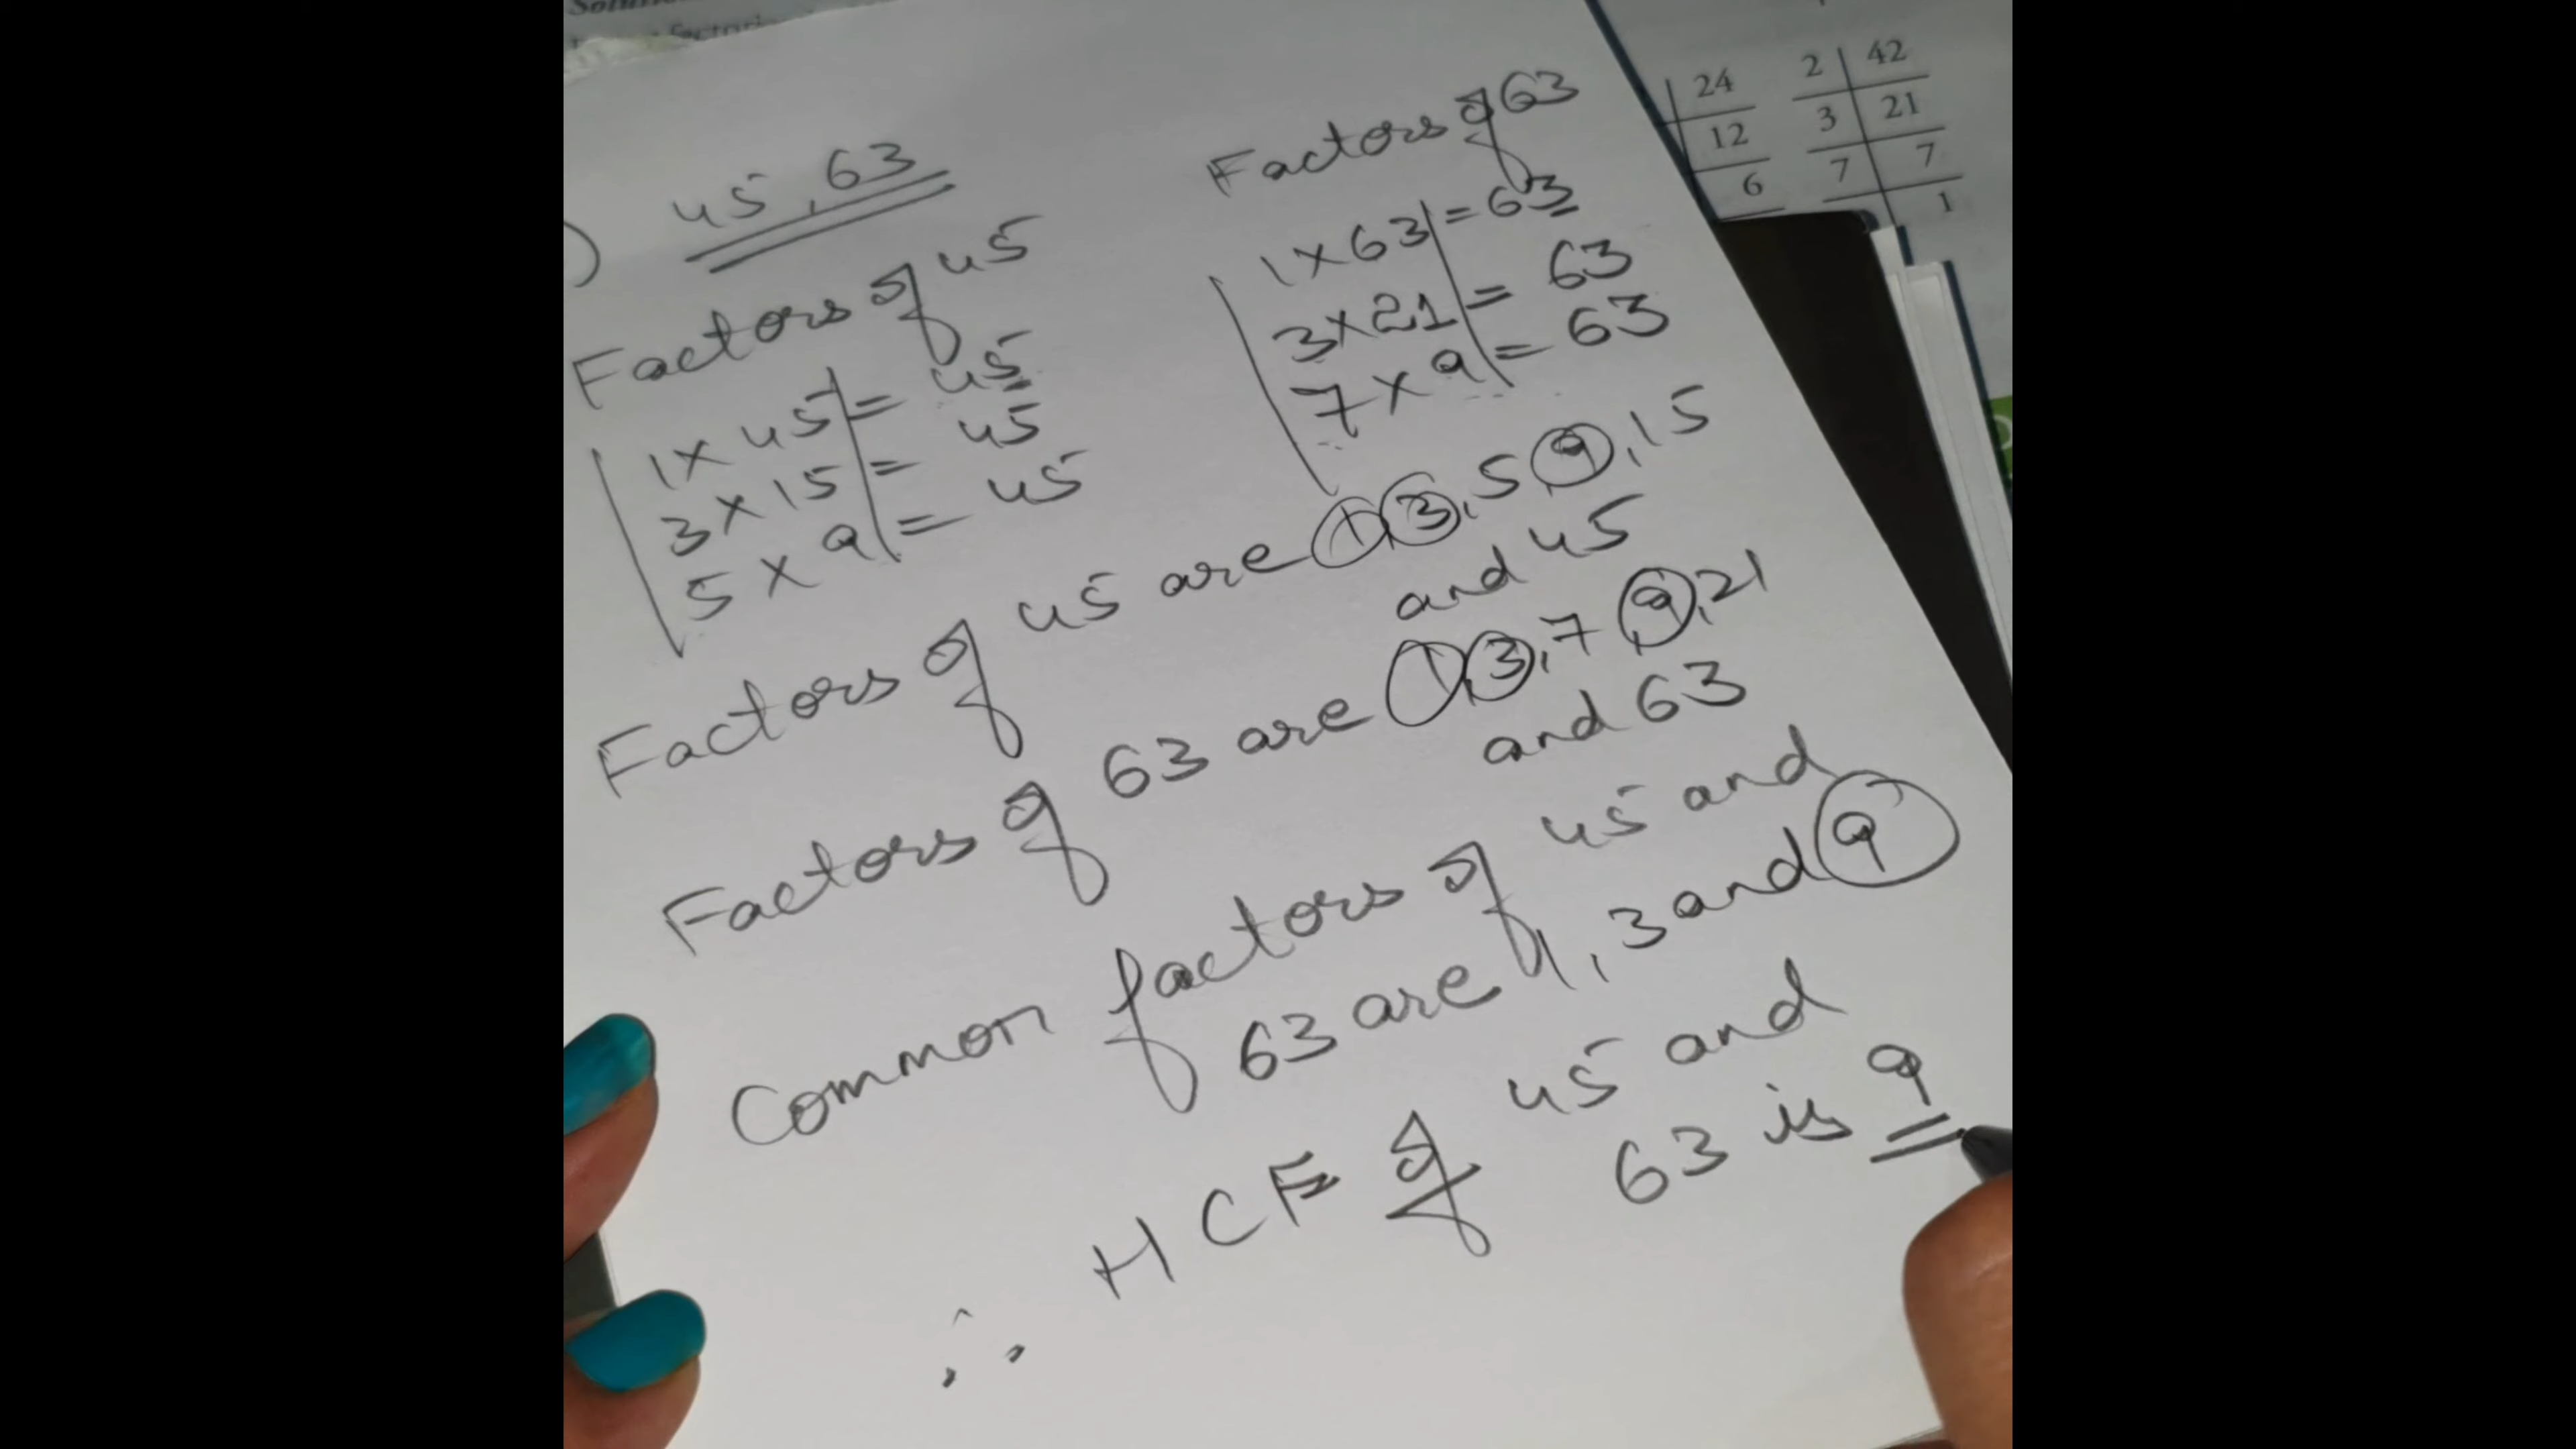 45, 63
Factors of 45
1 x 45 = 45
3 x 15 = 45
5 x 9 = 45
Factors of 63
1 x 63 = 63
3 x 21 = 63
7 x 9 = 63
Factors of 45 are 1, 3, 5, 9, 15
and 45
Factors of 63 are 1, 3, 7, 9, 21
and 63
Common factors of 45 and
63 are 1, 3 and 9
∴ HCF of 45 and
63 is 9
24
12
6
2 42
3 21
7 7
1